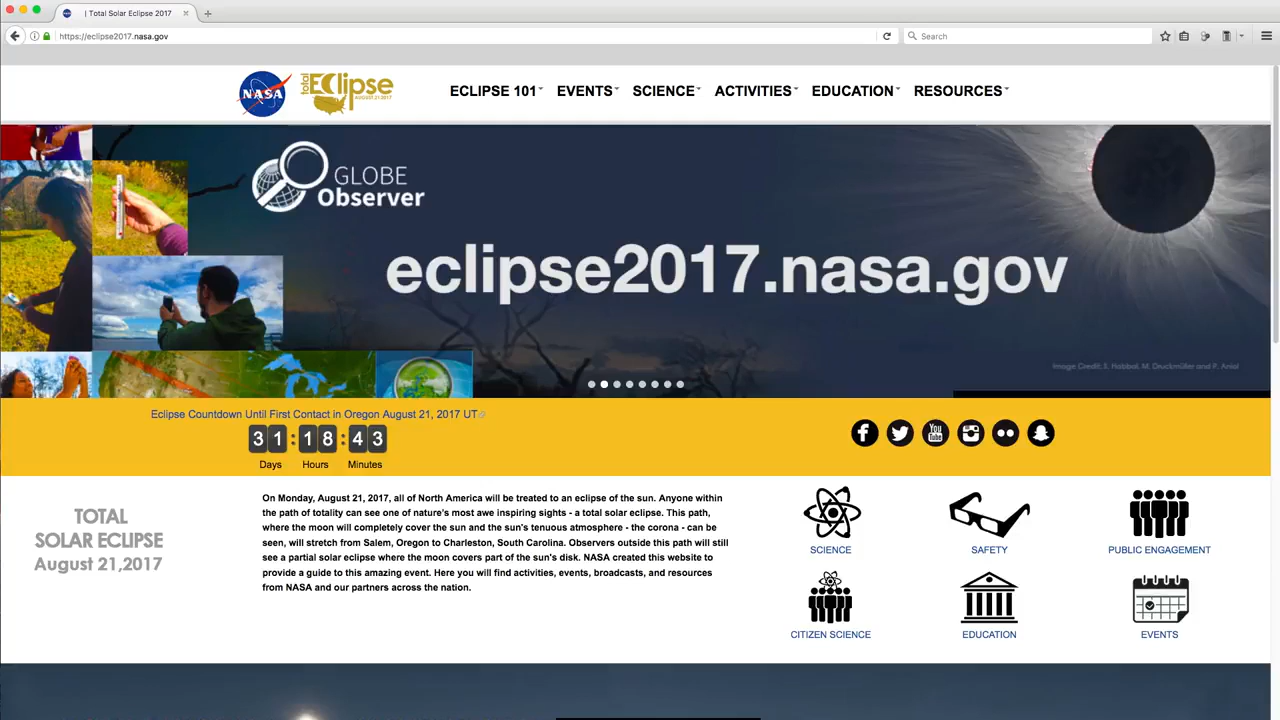 | Total Solar Eclipse 2017
https://eclipse2017.nasa.gov
Search
NASA
total Eclipse
AUGUST 21 2017
ECLIPSE 101
EVENTS
SCIENCE
ACTIVITIES
EDUCATION
RESOURCES
GLOBE
Observer
eclipse2017.nasa.gov
Image Credit: S. Habbal, M. Druckmüller and P. Aniol
Eclipse Countdown Until First Contact in Oregon August 21, 2017 UT
31:18:43
Days Hours Minutes
You
Tube
TOTAL
SOLAR ECLIPSE
August 21,2017
On Monday, August 21, 2017, all of North America will be treated to an eclipse of the sun. Anyone within
the path of totality can see one of nature's most awe inspiring sights - a total solar eclipse. This path,
where the moon will completely cover the sun and the sun's tenuous atmosphere - the corona - can be
seen, will stretch from Salem, Oregon to Charleston, South Carolina. Observers outside this path will still
see a partial solar eclipse where the moon covers part of the sun's disk. NASA created this website to
provide a guide to this amazing event. Here you will find activities, events, broadcasts, and resources
from NASA and our partners across the nation.
SCIENCE
SAFETY
PUBLIC ENGAGEMENT
CITIZEN SCIENCE
EDUCATION
EVENTS